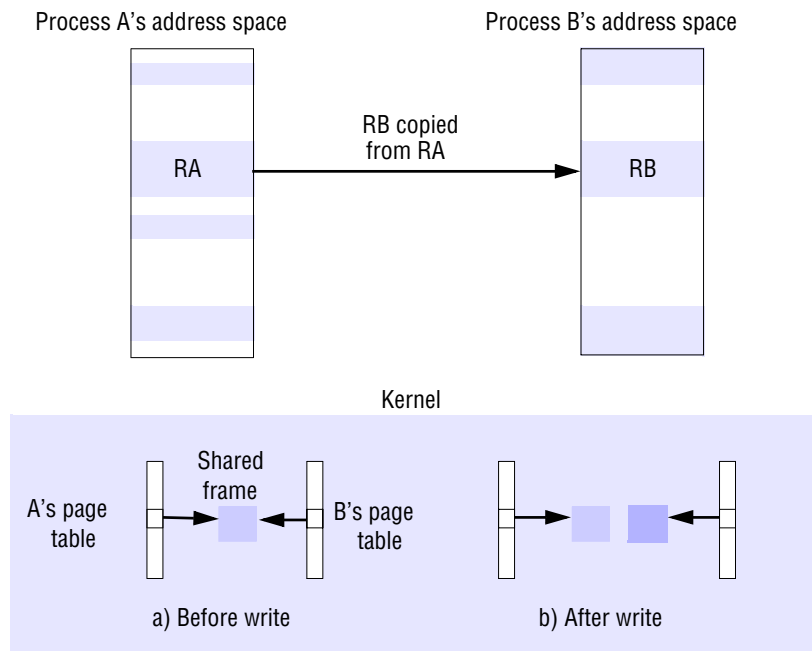 Process A's address space
Process B's address space
RB copied
from RA
RA
RB
Kernel
Shared
frame
A's page
table
B's page
table
a) Before write
b) After write